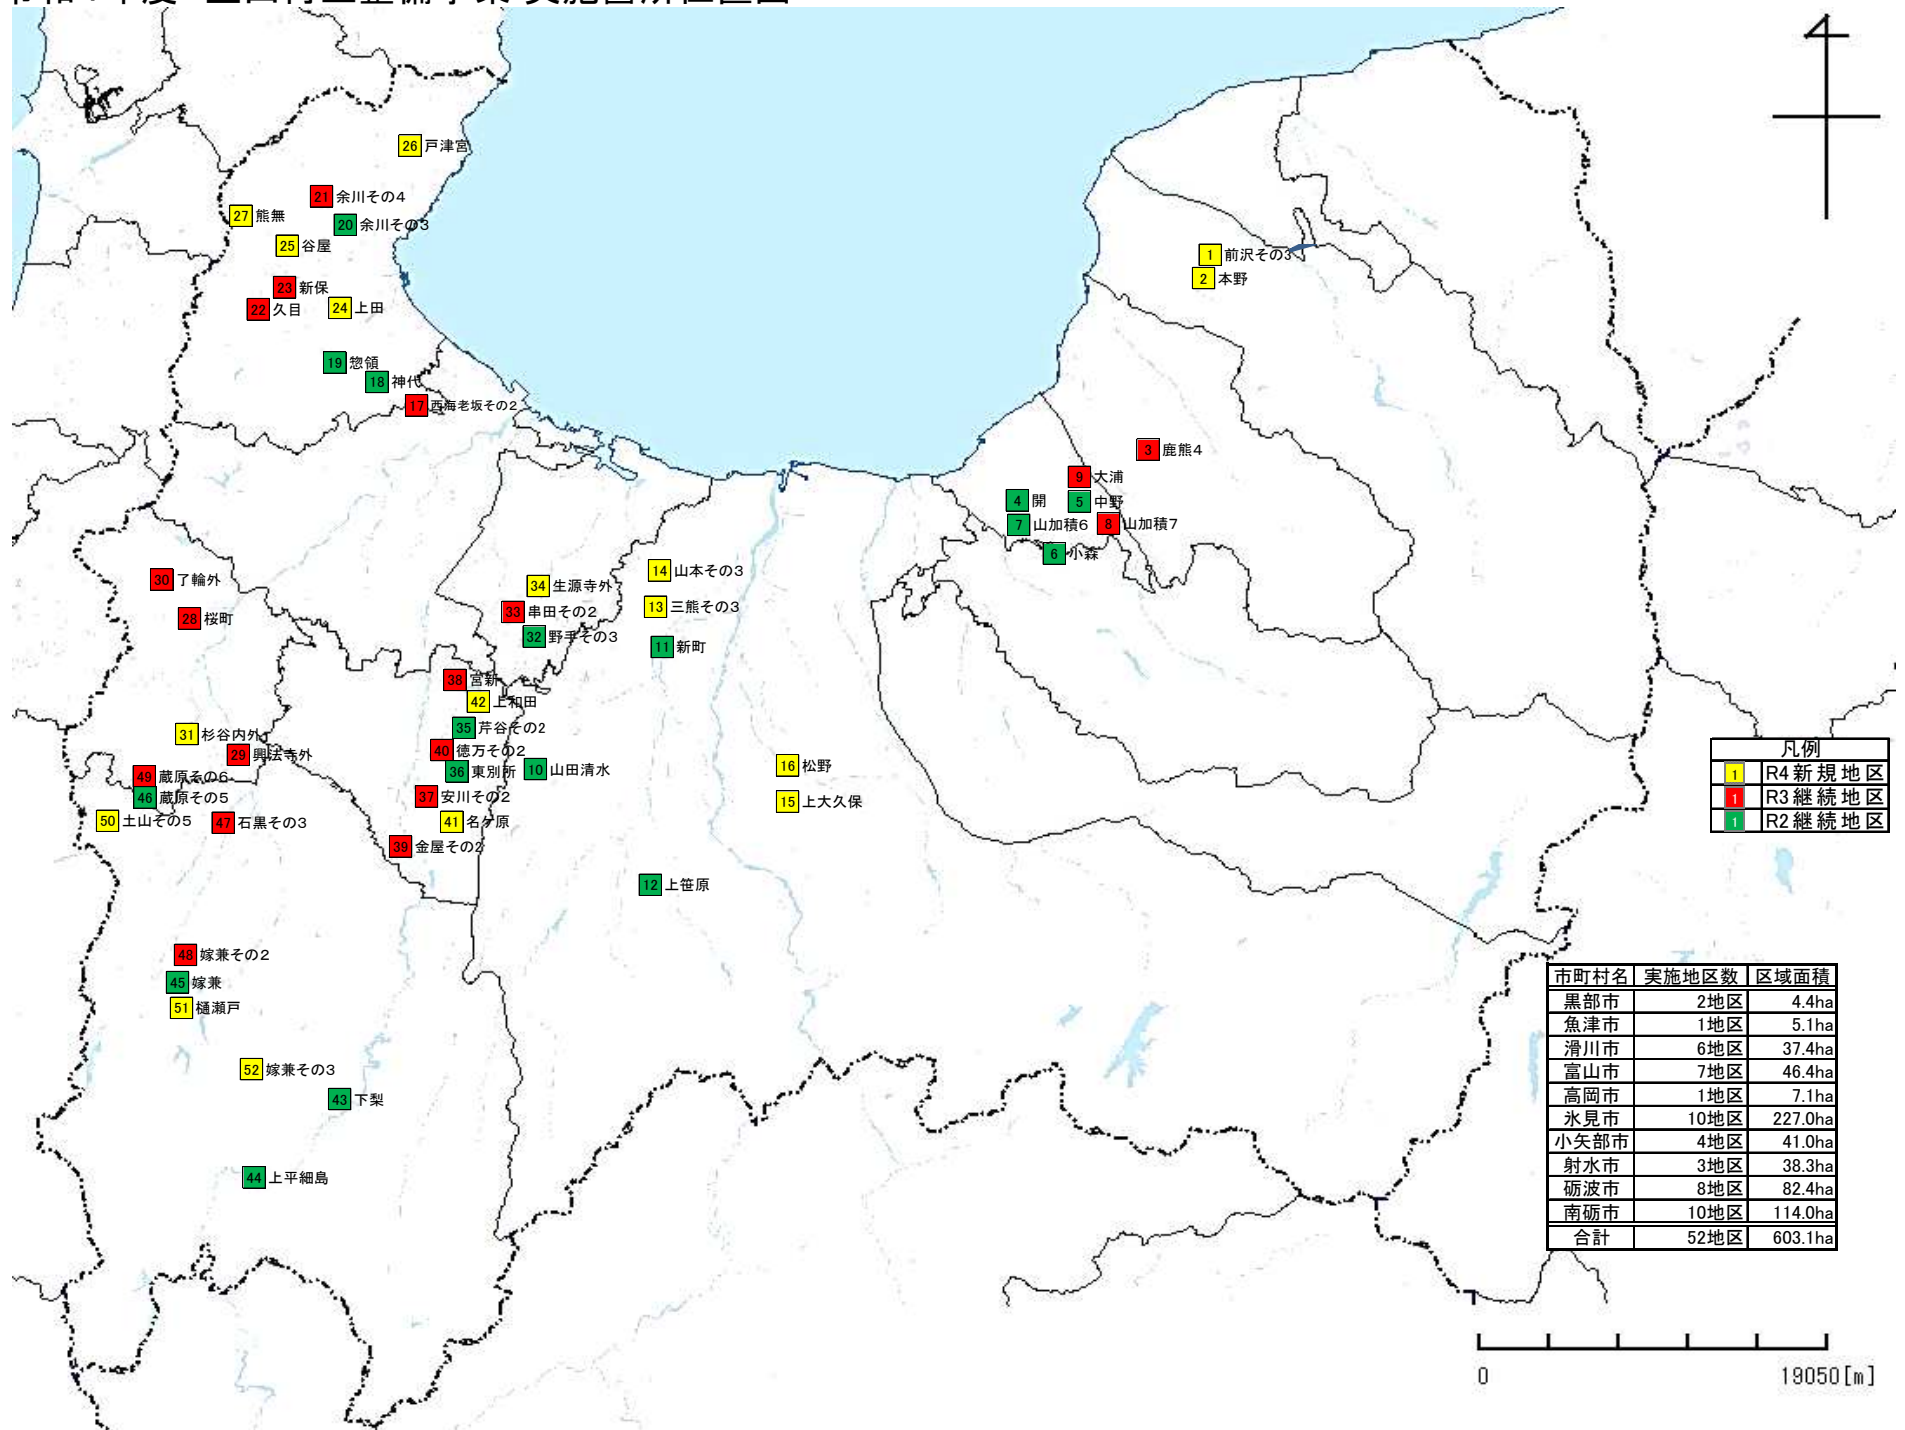 26 戸津宮
21 余川その4
27 熊無
20 余川その3
25 谷屋
23 新保
22 久目
24 上田
19 惣領
18 神代
17 西海老坂その2
1 前沢その3
2 本野
3 鹿熊4
9 大浦
4 開
5 中野
7 山加積6
8 山加積7
6 小森
30 了輪外
28 桜町
34 生源寺外
33 串田その2
32 野手その3
14 山本その3
13 三熊その3
11 新町
38 宮新
42 上和田
35 芹谷その2
40 徳万その2
36 東別所
10 山田清水
37 安川その2
41 名ケ原
39 金屋その2
31 杉谷内外
29 興法寺外
49 蔵原その6
46 蔵原その5
50 土山その5
47 石黒その3
16 松野
15 上大久保
12 上笹原
48 嫁兼その2
45 嫁兼
51 樋瀬戸
52 嫁兼その3
43 下梨
44 上平細島
凡例
1 R4新規地区
1 R3継続地区
1 R2継続地区
市町村名 実施地区数 区域面積
黒部市 2地区 4.4ha
魚津市 1地区 5.1ha
滑川市 6地区 37.4ha
富山市 7地区 46.4ha
高岡市 1地区 7.1ha
氷見市 10地区 227.0ha
小矢部市 4地区 41.0ha
射水市 3地区 38.3ha
砺波市 8地区 82.4ha
南砺市 10地区 114.0ha
合計 52地区 603.1ha
0 19050[m]